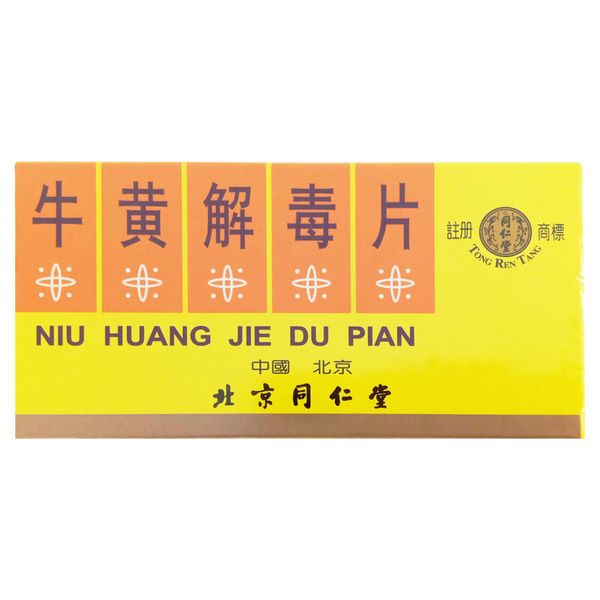 牛黄解毒片
註册 同仁堂 商標
TONG REN TANG
NIU HUANG JIE DU PIAN
中國 北京
北京同仁堂